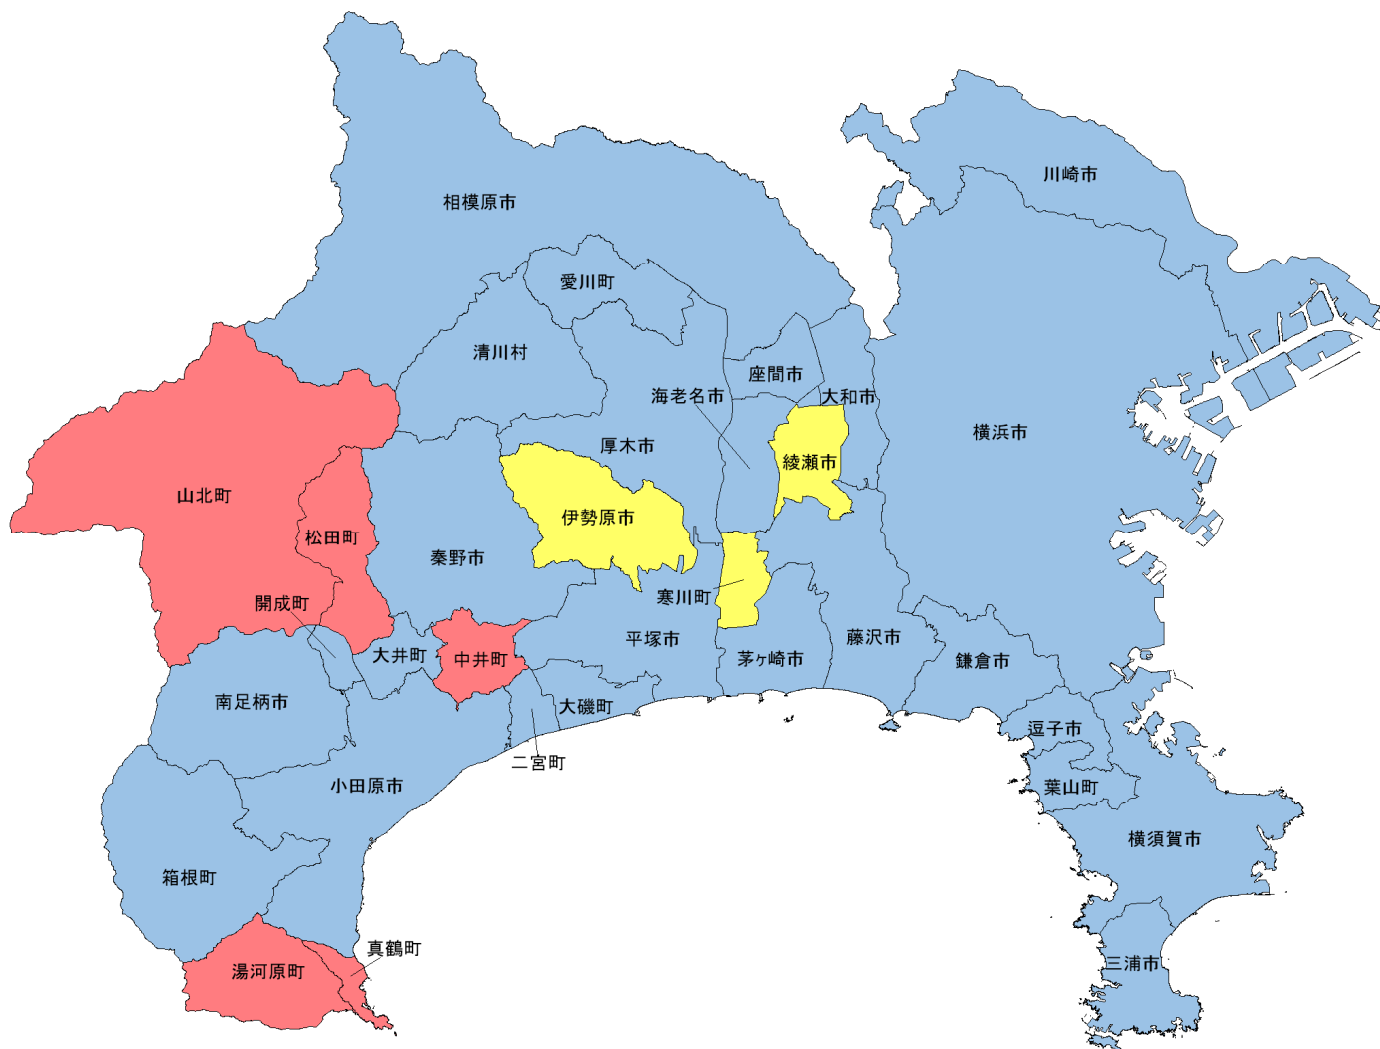 川崎市
相模原市
愛川町
清川村
座間市
海老名市
大和市
横浜市
厚木市
綾瀬市
山北町
伊勢原市
松田町
秦野市
寒川町
開成町
平塚市
藤沢市
大井町
中井町
茅ヶ崎市
鎌倉市
南足柄市
大磯町
逗子市
二宮町
小田原市
葉山町
横須賀市
箱根町
真鶴町
三浦市
湯河原町